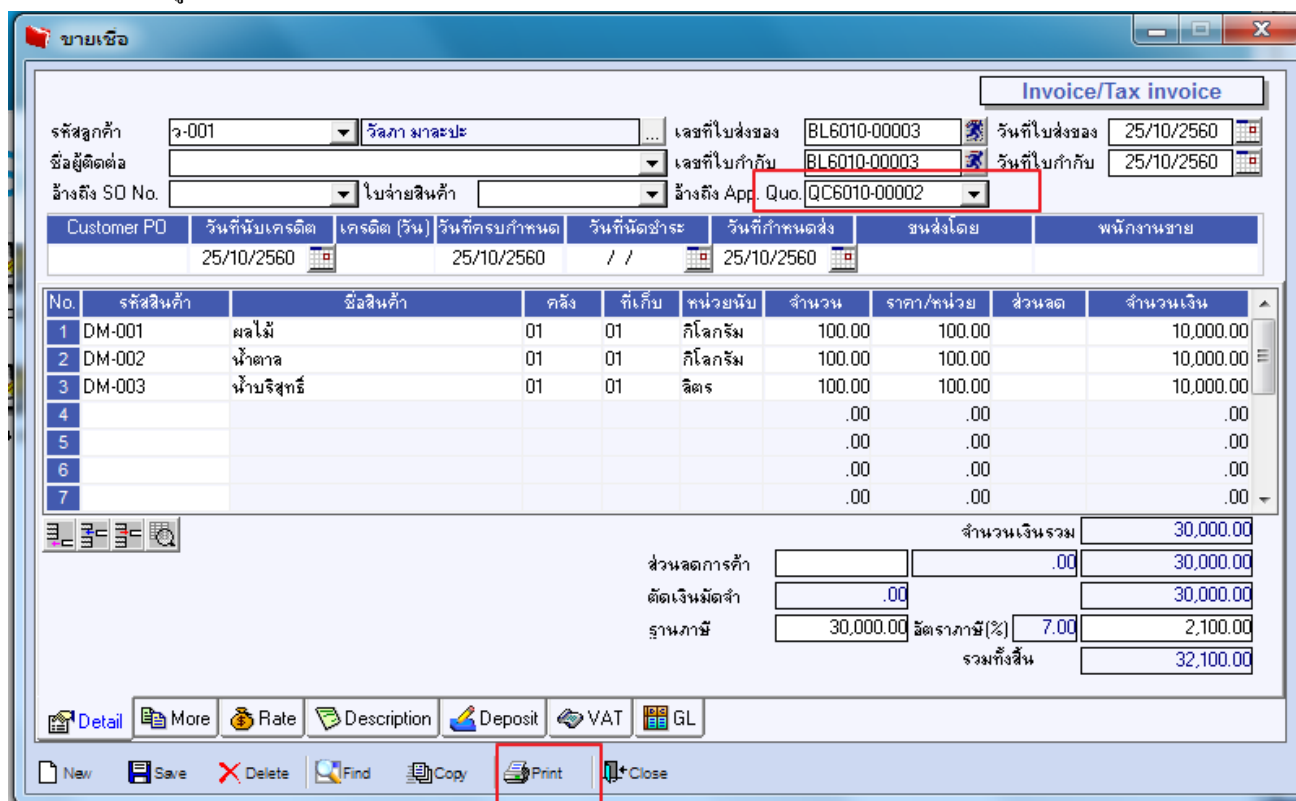 ขายเชื่อ
Invoice/Tax invoice
รหัสลูกค้า ว-001 วัลภา มาละปะ ... เลขที่ใบส่งของ BL6010-00003 วันที่ใบส่งของ 25/10/2560
ชื่อผู้ติดต่อ เลขที่ใบกำกับ BL6010-00003 วันที่ใบกำกับ 25/10/2560
อ้างถึง SO No. ใบจ่ายสินค้า อ้างถึง App. Quo. QC6010-00002
Customer PO วันที่นับเครดิต เครดิต (วัน) วันที่ครบกำหนด วันที่นัดชำระ วันที่กำหนดส่ง ขนส่งโดย พนักงานขาย
25/10/2560 25/10/2560 / / 25/10/2560
No. รหัสสินค้า ชื่อสินค้า คลัง ที่เก็บ หน่วยนับ จำนวน ราคา/หน่วย ส่วนลด จำนวนเงิน
1 DM-001 ผลไม้ 01 01 กิโลกรัม 100.00 100.00 10,000.00
2 DM-002 น้ำตาล 01 01 กิโลกรัม 100.00 100.00 10,000.00
3 DM-003 น้ำบริสุทธิ์ 01 01 ลิตร 100.00 100.00 10,000.00
4 .00 .00 .00
5 .00 .00 .00
6 .00 .00 .00
7 .00 .00 .00
จำนวนเงินรวม 30,000.00
ส่วนลดการค้า .00 30,000.00
ตัดเงินมัดจำ .00 30,000.00
ฐานภาษี 30,000.00 อัตราภาษี(%) 7.00 2,100.00
รวมทั้งสิ้น 32,100.00
Detail More Rate Description Deposit VAT GL
New Save Delete Find Copy Print Close